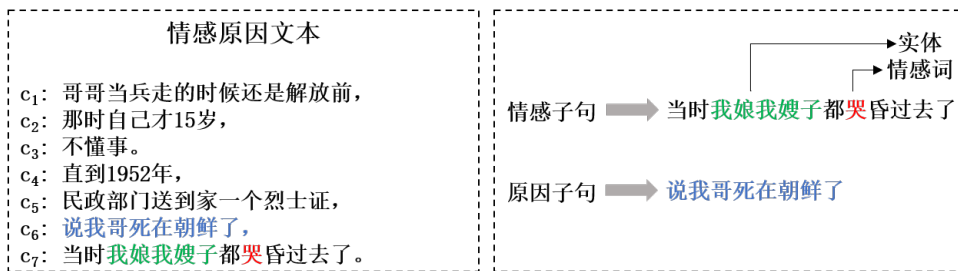 情感原因文本
c₁: 哥哥当兵走的时候还是解放前，
c₂: 那时自己才15岁，
c₃: 不懂事。
c₄: 直到1952年，
c₅: 民政部门送到家一个烈士证，
c₆: 说我哥死在朝鲜了，
c₇: 当时我娘我嫂子都哭昏过去了。
实体
情感词
情感子句 当时我娘我嫂子都哭昏过去了
原因子句 说我哥死在朝鲜了